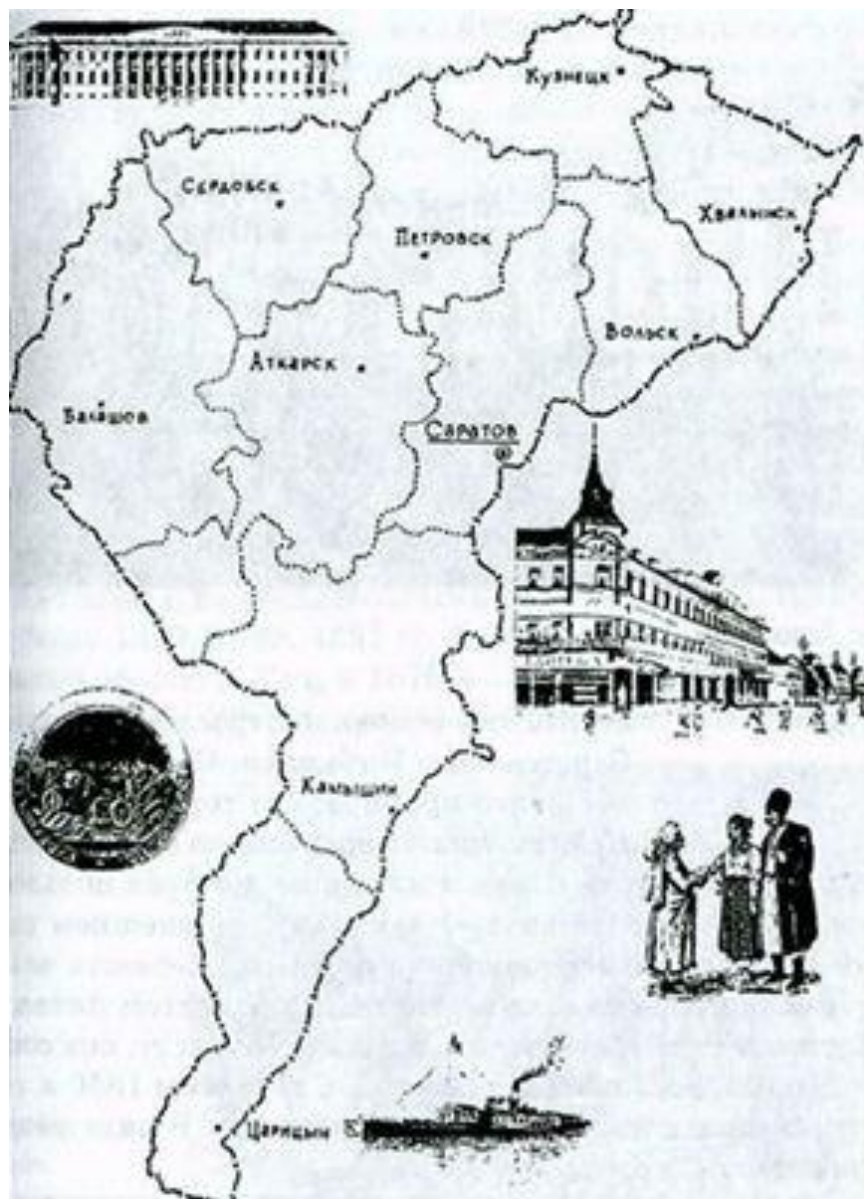 Кузнецк
Сердобск
Хвалынск
Петровск
Вольск
Аткарск
Балашов
Саратов
Камышин
Царицын